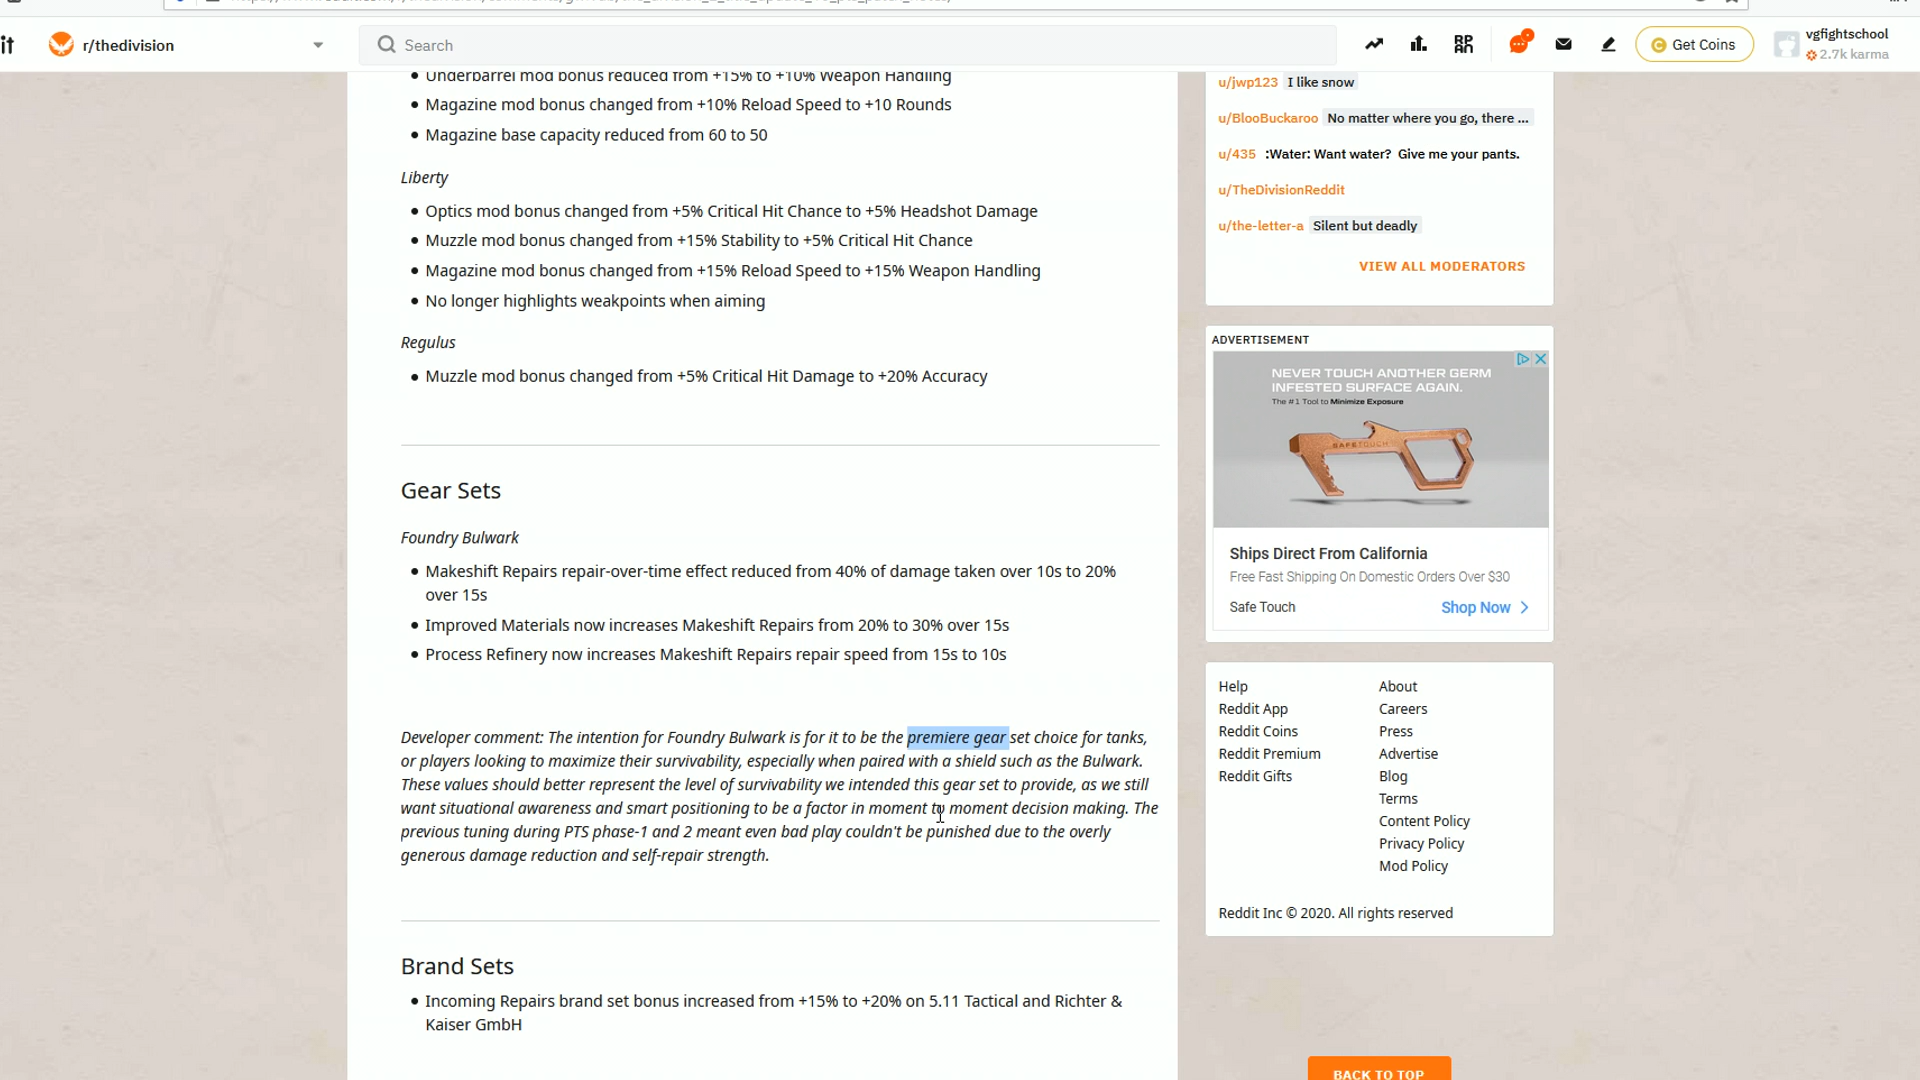 it
r/thedivision
Search
Get Coins
vgfightschool
2.7k karma
Underbarrel mod bonus reduced from +15% to +10% Weapon Handling
Magazine mod bonus changed from +10% Reload Speed to +10 Rounds
Magazine base capacity reduced from 60 to 50
Liberty
Optics mod bonus changed from +5% Critical Hit Chance to +5% Headshot Damage
Muzzle mod bonus changed from +15% Stability to +5% Critical Hit Chance
Magazine mod bonus changed from +15% Reload Speed to +15% Weapon Handling
No longer highlights weakpoints when aiming
Regulus
Muzzle mod bonus changed from +5% Critical Hit Damage to +20% Accuracy
Gear Sets
Foundry Bulwark
Makeshift Repairs repair-over-time effect reduced from 40% of damage taken over 10s to 20%
over 15s
Improved Materials now increases Makeshift Repairs from 20% to 30% over 15s
Process Refinery now increases Makeshift Repairs repair speed from 15s to 10s
Developer comment: The intention for Foundry Bulwark is for it to be the premiere gear set choice for tanks,
or players looking to maximize their survivability, especially when paired with a shield such as the Bulwark.
These values should better represent the level of survivability we intended this gear set to provide, as we still
want situational awareness and smart positioning to be a factor in moment to moment decision making. The
previous tuning during PTS phase-1 and 2 meant even bad play couldn't be punished due to the overly
generous damage reduction and self-repair strength.
Brand Sets
Incoming Repairs brand set bonus increased from +15% to +20% on 5.11 Tactical and Richter &
Kaiser GmbH
u/jwp123 I like snow
u/BlooBuckaroo No matter where you go, there ...
u/435 :Water: Want water? Give me your pants.
u/TheDivisionReddit
u/the-letter-a Silent but deadly
VIEW ALL MODERATORS
ADVERTISEMENT
NEVER TOUCH ANOTHER GERM
INFESTED SURFACE AGAIN.
The #1 Tool to Minimize Exposure
SAFETOUCH
Ships Direct From California
Free Fast Shipping On Domestic Orders Over $30
Safe Touch
Shop Now
Help
About
Reddit App
Careers
Reddit Coins
Press
Reddit Premium
Advertise
Reddit Gifts
Blog
Terms
Content Policy
Privacy Policy
Mod Policy
Reddit Inc © 2020. All rights reserved
BACK TO TOP